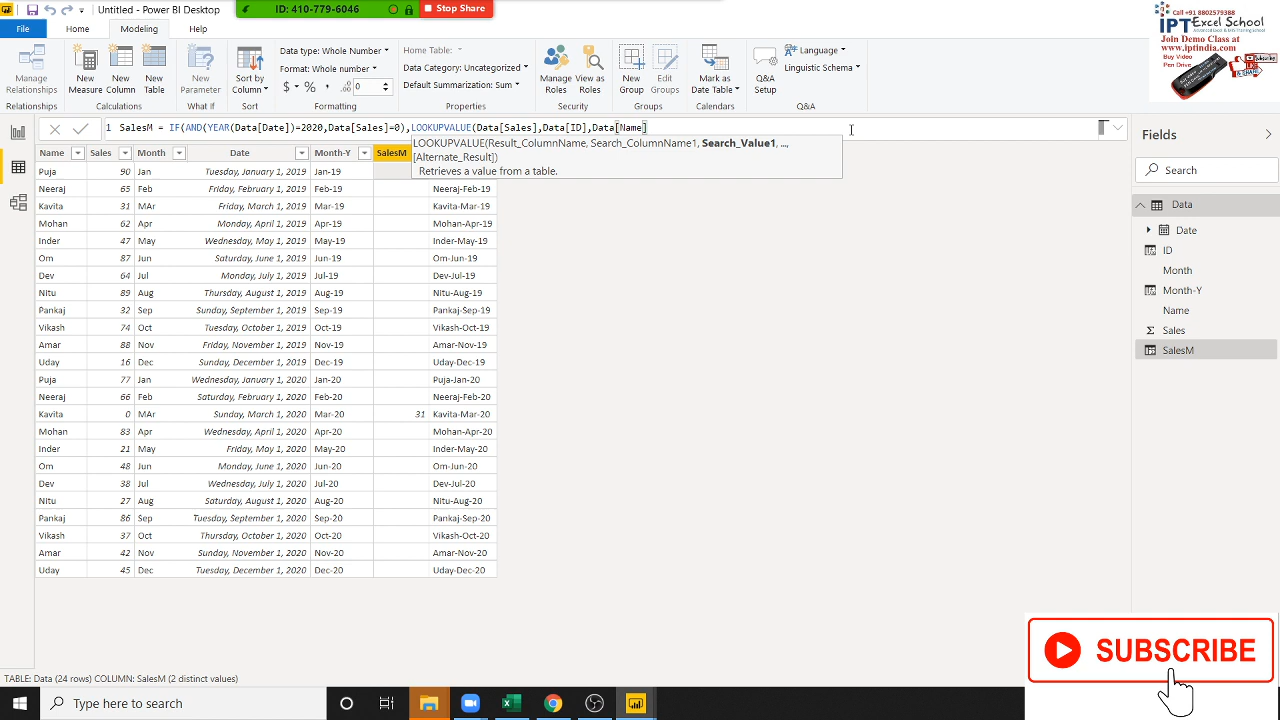 Untitled - Power BI Desktop
ID: 410-779-6046
Stop Share
File
Home
Modeling
Help
Manage Relationships
Relationships
New Measure
New Column
New Table
Calculations
New Parameter
What If
Sort by Column
Data type: Whole Number
Format: Whole number
$ % , .00 0
Formatting
Home Table:
Data Category: Uncategorized
Default Summarization: Sum
Properties
Manage Roles
View as Roles
Security
New Group
Edit Groups
Groups
Mark as Date Table
Calendars
Q&A Setup
Language
Linguistic Schema
Q&A
Call +91 8802579388
IPT Excel School
Join Demo Class at
www.iptindia.com
Buy Video
Pen Drive
1 SalesM = IF(AND(YEAR(Data[Date])=2020,Data[Sales]=0),LOOKUPVALUE(Data[Sales],Data[ID],Data[Name]
LOOKUPVALUE(Result_ColumnName, Search_ColumnName1, Search_Value1, ..., [Alternate_Result])
Retrieves a value from a table.
Name Sales Month Date Month-Y SalesM
Puja 90 Jan Tuesday, January 1, 2019 Jan-19
Neeraj 65 Feb Friday, February 1, 2019 Feb-19 Neeraj-Feb-19
Kavita 31 MAr Friday, March 1, 2019 Mar-19 Kavita-Mar-19
Mohan 62 Apr Monday, April 1, 2019 Apr-19 Mohan-Apr-19
Inder 47 May Wednesday, May 1, 2019 May-19 Inder-May-19
Om 87 Jun Saturday, June 1, 2019 Jun-19 Om-Jun-19
Dev 64 Jul Monday, July 1, 2019 Jul-19 Dev-Jul-19
Nitu 89 Aug Thursday, August 1, 2019 Aug-19 Nitu-Aug-19
Pankaj 32 Sep Sunday, September 1, 2019 Sep-19 Pankaj-Sep-19
Vikash 74 Oct Tuesday, October 1, 2019 Oct-19 Vikash-Oct-19
Amar 88 Nov Friday, November 1, 2019 Nov-19 Amar-Nov-19
Uday 16 Dec Sunday, December 1, 2019 Dec-19 Uday-Dec-19
Puja 77 Jan Wednesday, January 1, 2020 Jan-20 Puja-Jan-20
Neeraj 66 Feb Saturday, February 1, 2020 Feb-20 Neeraj-Feb-20
Kavita 0 MAr Sunday, March 1, 2020 Mar-20 31 Kavita-Mar-20
Mohan 83 Apr Wednesday, April 1, 2020 Apr-20 Mohan-Apr-20
Inder 21 May Friday, May 1, 2020 May-20 Inder-May-20
Om 48 Jun Monday, June 1, 2020 Jun-20 Om-Jun-20
Dev 38 Jul Wednesday, July 1, 2020 Jul-20 Dev-Jul-20
Nitu 27 Aug Saturday, August 1, 2020 Aug-20 Nitu-Aug-20
Pankaj 86 Sep Tuesday, September 1, 2020 Sep-20 Pankaj-Sep-20
Vikash 37 Oct Thursday, October 1, 2020 Oct-20 Vikash-Oct-20
Amar 42 Nov Sunday, November 1, 2020 Nov-20 Amar-Nov-20
Uday 45 Dec Tuesday, December 1, 2020 Dec-20 Uday-Dec-20
Fields
Search
Data
Date
ID
Month
Month-Y
Name
Sales
SalesM
SUBSCRIBE
TABLE: Data (24 rows) COLUMN: SalesM (2 distinct values)
Type here to search